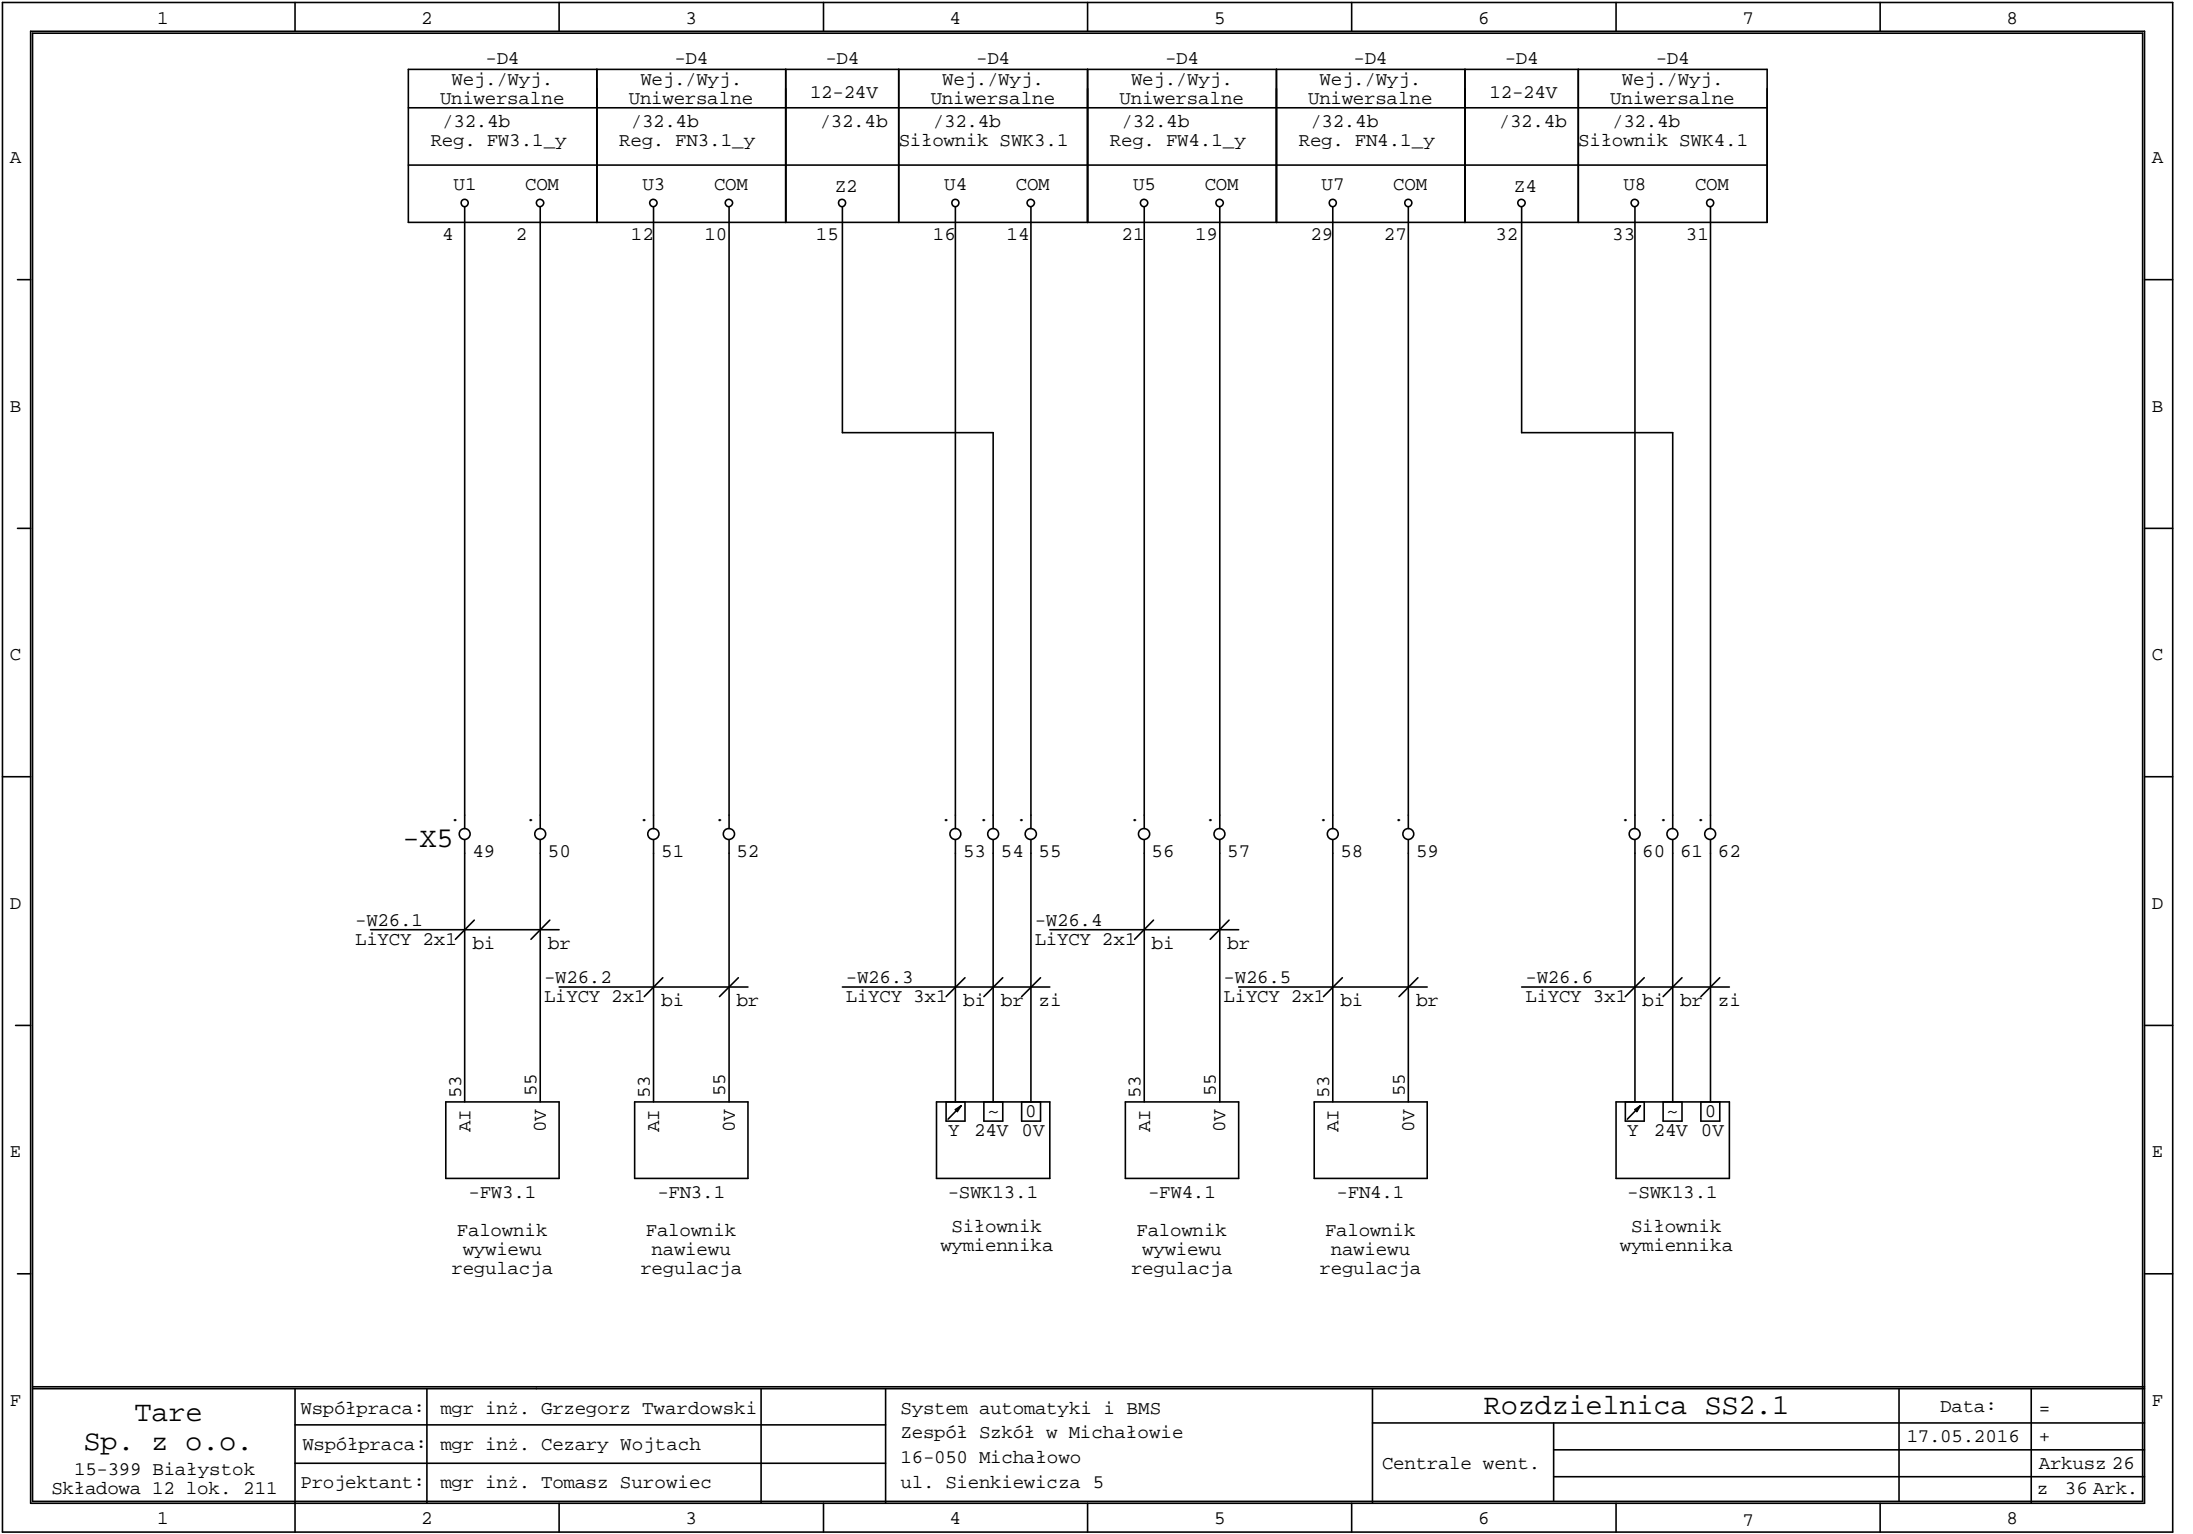 1 2 3 4 5 6 7 8
-D4 -D4 -D4 -D4 -D4 -D4 -D4 -D4
Wej./Wyj. Wej./Wyj. Wej./Wyj. Wej./Wyj. Wej./Wyj. Wej./Wyj.
Uniwersalne Uniwersalne 12-24V Uniwersalne Uniwersalne Uniwersalne 12-24V Uniwersalne
/32.4b /32.4b /32.4b /32.4b /32.4b /32.4b /32.4b /32.4b
Reg. FW3.1_y Reg. FN3.1_y Siłownik SWK3.1 Reg. FW4.1_y Reg. FN4.1_y Siłownik SWK4.1
A A
U1 COM U3 COM Z2 U4 COM U5 COM U7 COM Z4 U8 COM
4 2 12 10 15 16 14 21 19 29 27 32 33 31
B B
C C
-X5 49 50 51 52 53 54 55 56 57 58 59 60 61 62
D D
-W26.1 -W26.4
LiYCY 2x1 bi br LiYCY 2x1 bi br
-W26.2 -W26.3 -W26.5 -W26.6
LiYCY 2x1 bi br LiYCY 3x1 bi br zi LiYCY 2x1 bi br LiYCY 3x1 bi br zi
53 55 53 55 53 55 53 55
AI 0V AI 0V ~ 0 AI 0V AI 0V ~ 0
Y 24V 0V Y 24V 0V
E E
-FW3.1 -FN3.1 -SWK13.1 -FW4.1 -FN4.1 -SWK13.1
Falownik Falownik Siłownik Falownik Falownik Siłownik
wywiewu nawiewu wymiennika wywiewu nawiewu wymiennika
regulacja regulacja regulacja regulacja
F F
Tare
Sp. z o.o.
15-399 Białystok
Składowa 12 lok. 211
Współpraca: mgr inż. Grzegorz Twardowski
Współpraca: mgr inż. Cezary Wojtach
Projektant: mgr inż. Tomasz Surowiec
System automatyki i BMS
Zespół Szkół w Michałowie
16-050 Michałowo
ul. Sienkiewicza 5
Rozdzielnica SS2.1
Centrale went.
Data: =
17.05.2016 +
Arkusz 26
z 36 Ark.
1 2 3 4 5 6 7 8